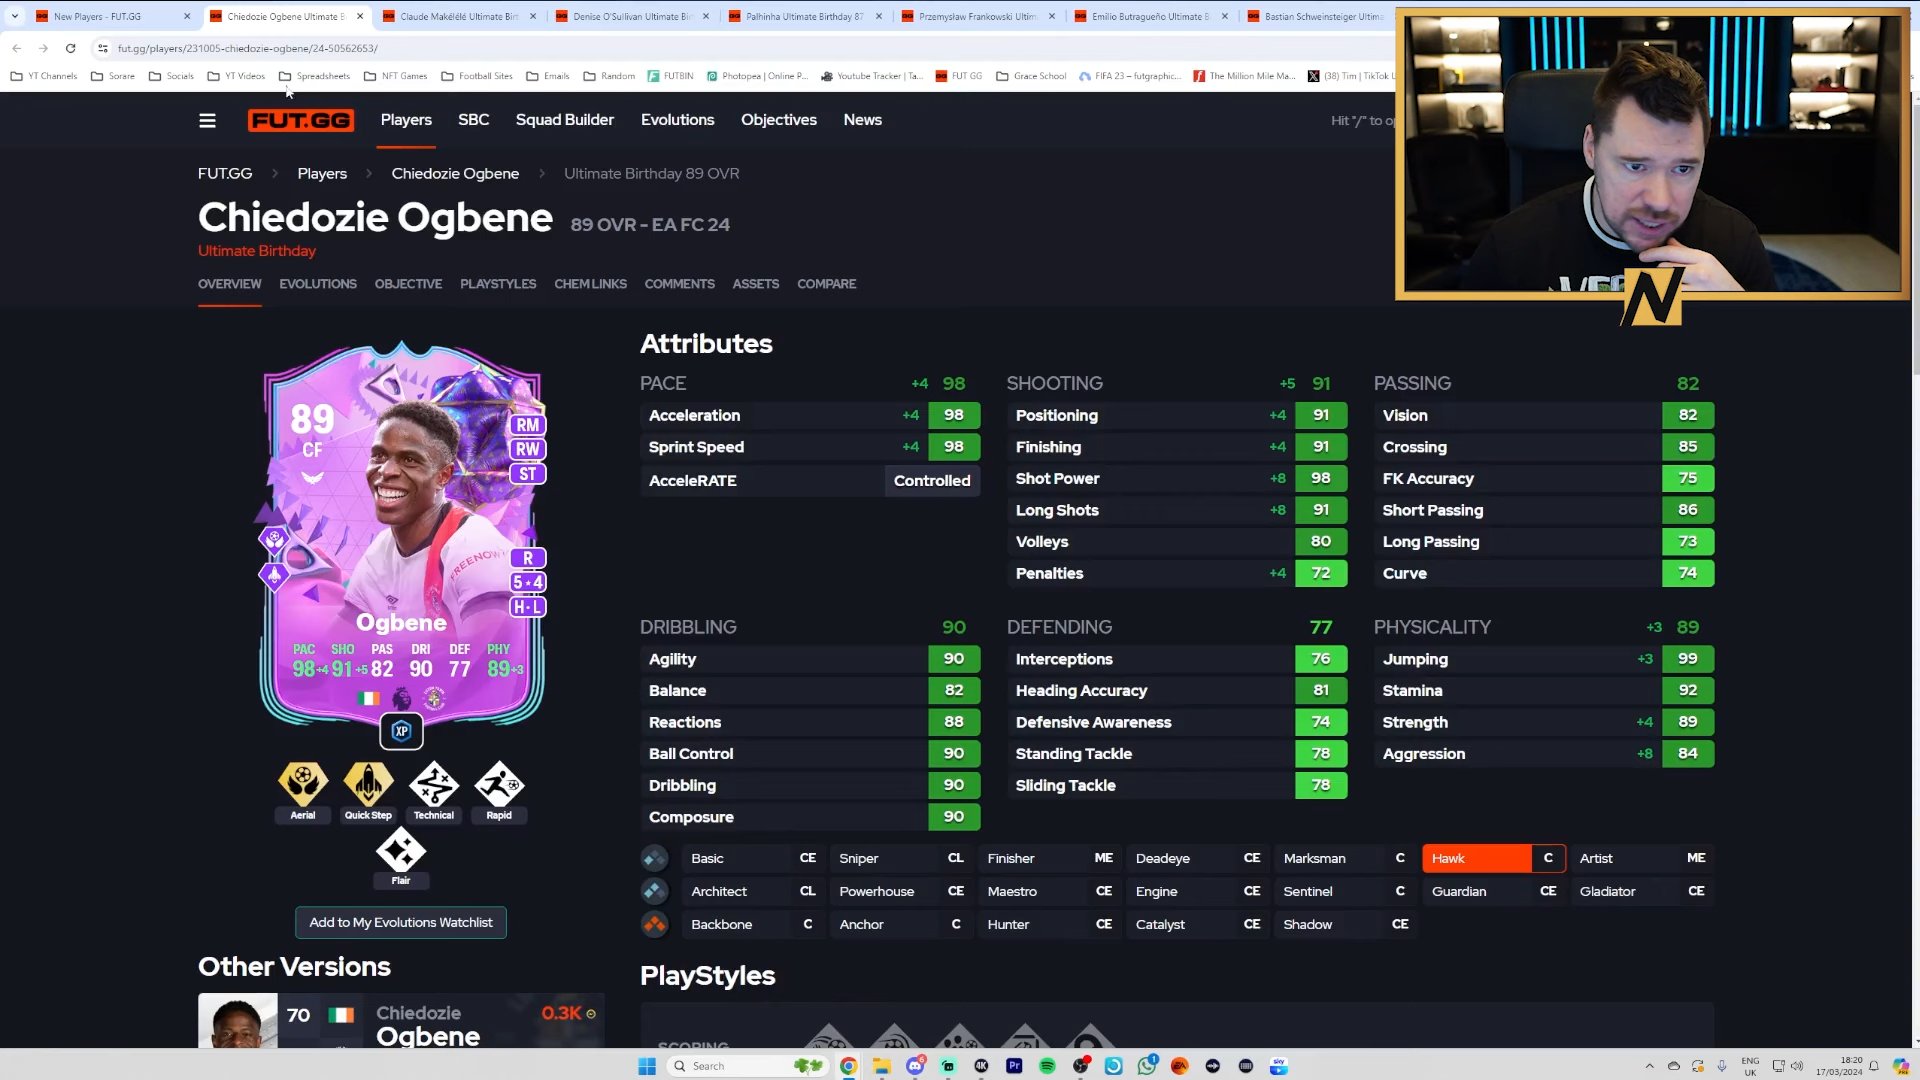 New Players - FUT.GG
Chiedozie Ogbene Ultimate B
Claude Makélélé Ultimate Birt
Denise O'Sullivan Ultimate Bir
Palhinha Ultimate Birthday 87
Przemysław Frankowski Ultim
Emilio Butragueño Ultimate B
Bastian Schweinsteiger Ultima
fut.gg/players/231005-chiedozie-ogbene/24-50562653/
YT Channels
Sorare
Socials
YT Videos
Spreadsheets
NFT Games
Football Sites
Emails
Random
FUTBIN
Photopea | Online P...
Youtube Tracker | Ta...
FUT GG
Grace School
FIFA 23 – futgraphic...
The Million Mile Ma...
(38) Tim | TikTok
FUT.GG
Players
SBC
Squad Builder
Evolutions
Objectives
News
Hit "/" to op
FUT.GG > Players > Chiedozie Ogbene > Ultimate Birthday 89 OVR
Chiedozie Ogbene 89 OVR - EA FC 24
Ultimate Birthday
OVERVIEW EVOLUTIONS OBJECTIVE PLAYSTYLES CHEM LINKS COMMENTS ASSETS COMPARE
N
89
CF
RM
RW
ST
R
5★4
H·L
FREENOW
Ogbene
PAC SHO PAS DRI DEF PHY
98+4 91+5 82 90 77 89+3
XP
Aerial
Quick Step
Technical
Rapid
Flair
Add to My Evolutions Watchlist
Other Versions
70 Chiedozie 0.3K
Ogbene
Attributes
PACE +4 98
Acceleration +4 98
Sprint Speed +4 98
AcceleRATE Controlled
SHOOTING +5 91
Positioning +4 91
Finishing +4 91
Shot Power +8 98
Long Shots +8 91
Volleys 80
Penalties +4 72
PASSING 82
Vision 82
Crossing 85
FK Accuracy 75
Short Passing 86
Long Passing 73
Curve 74
DRIBBLING 90
Agility 90
Balance 82
Reactions 88
Ball Control 90
Dribbling 90
Composure 90
DEFENDING 77
Interceptions 76
Heading Accuracy 81
Defensive Awareness 74
Standing Tackle 78
Sliding Tackle 78
PHYSICALITY +3 89
Jumping +3 99
Stamina 92
Strength +4 89
Aggression +8 84
Basic CE Sniper CL Finisher ME Deadeye CE Marksman C Hawk C Artist ME
Architect CL Powerhouse CE Maestro CE Engine CE Sentinel C Guardian CE Gladiator CE
Backbone C Anchor C Hunter CE Catalyst CE Shadow CE
PlayStyles
SCORING
Search
ENG
UK
18:20
17/03/2024